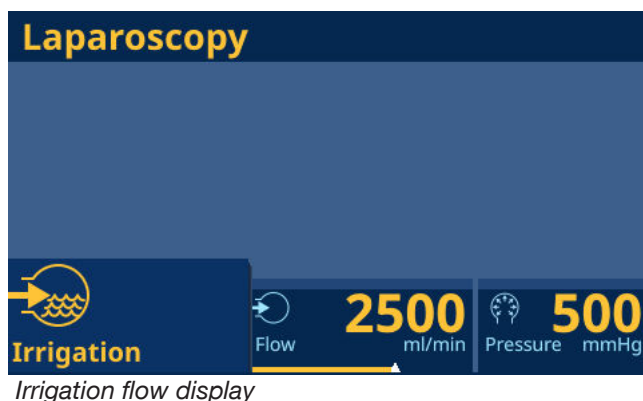 Laparoscopy
2500
500
Flow
ml/min
Pressure
mmHg
Irrigation
Irrigation flow display